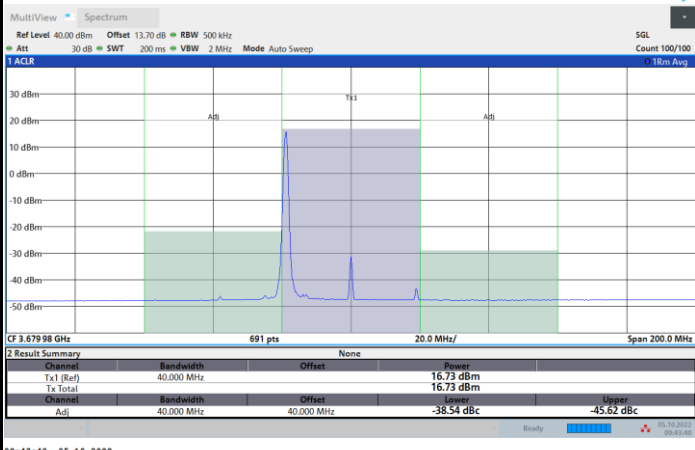 MultiView Spectrum
Ref Level 40.00 dBm Offset 13.70 dB RBW 500 kHz SGL
Att 30 dB SWT 200 ms VBW 2 MHz Mode Auto Sweep Count 100/100
1 ACLR 1Rm Avg
30 dBm
Tx1
20 dBm
Adj Adj
10 dBm
0 dBm
-10 dBm
-20 dBm
-30 dBm
-40 dBm
-50 dBm
CF 3.679 98 GHz 691 pts 20.0 MHz/ Span 200.0 MHz
2 Result Summary None
Channel Bandwidth Offset Power
Tx1 (Ref) 40.000 MHz 16.73 dBm
Tx Total 16.73 dBm
Channel Bandwidth Offset Lower Upper
Adj 40.000 MHz 40.000 MHz -38.54 dBc -45.62 dBc
Ready 05.10.2022
09:43:40